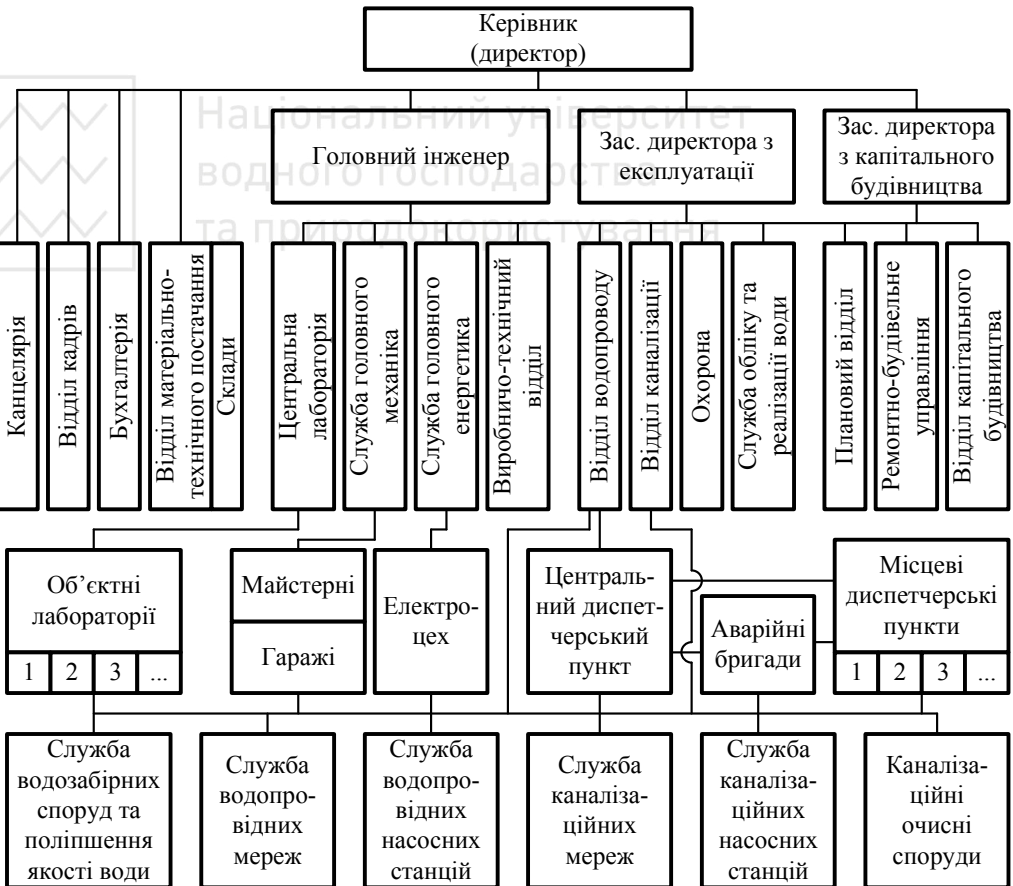 Керівник
(директор)
Національний університет
водного господарства
та природокористування
Головний інженер
Зас. директора з
експлуатації
Зас. директора
з капітального
будівництва
Канцелярія
Відділ кадрів
Бухгалтерія
Відділ матеріально-
технічного постачання
Склади
Центральна
лабораторія
Служба головного
механіка
Служба головного
енергетика
Виробничо-технічний
відділ
Відділ водопроводу
Відділ каналізації
Охорона
Служба обліку та
реалізації води
Плановий відділ
Ремонтно-будівельне
управління
Відділ капітального
будівництва
Об’єктні
лабораторії
1 2 3 ...
Майстерні
Гаражі
Електро-
цех
Централь-
ний диспет-
черський
пункт
Аварійні
бригади
Місцеві
диспетчерські
пункти
1 2 3 ...
Служба
водозабірних
споруд та
поліпшення
якості води
Служба
водопро-
відних
мереж
Служба
водопро-
відних
насосних
станцій
Служба
каналіза-
ційних
мереж
Служба
каналіза-
ційних
насосних
станцій
Каналіза-
ційні
очисні
споруди